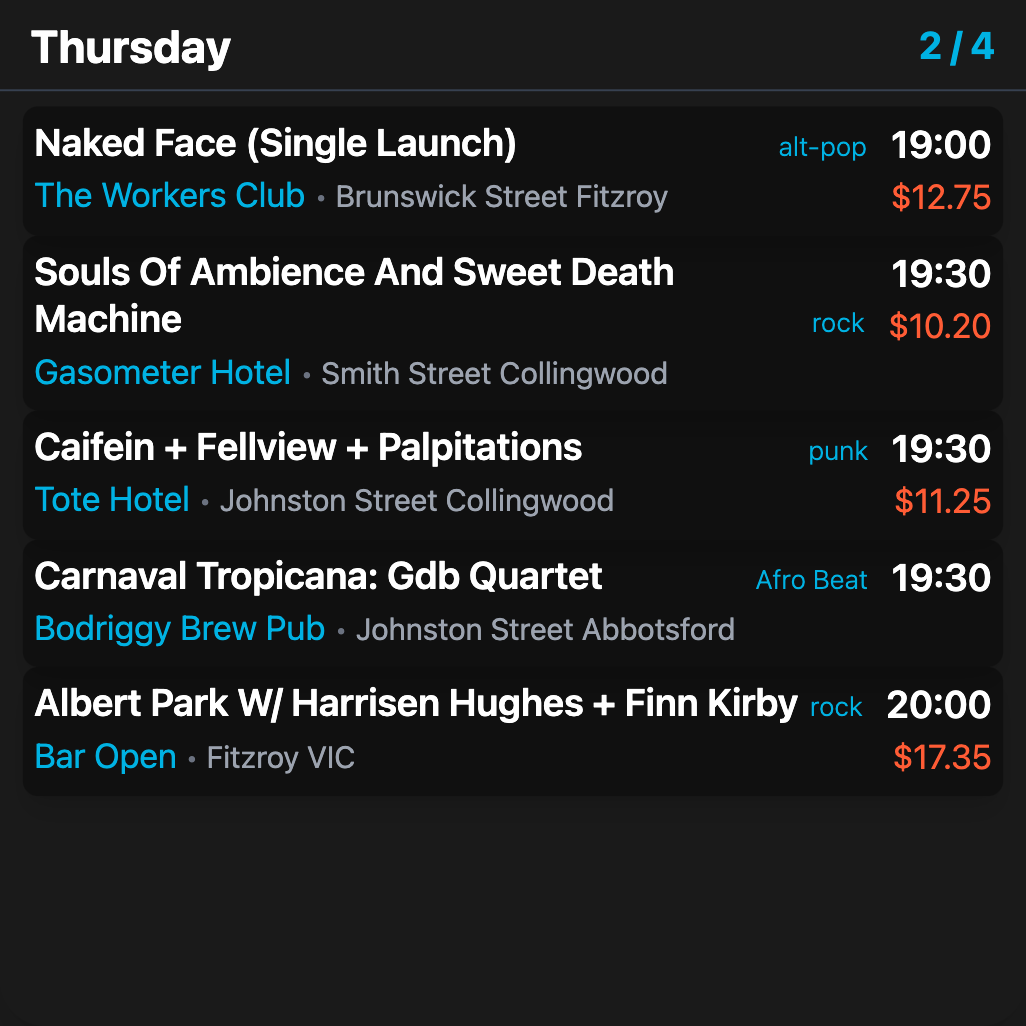 Thursday 2 / 4
Naked Face (Single Launch) alt-pop 19:00
The Workers Club • Brunswick Street Fitzroy $12.75
Souls Of Ambience And Sweet Death 19:30
Machine rock $10.20
Gasometer Hotel • Smith Street Collingwood
Caifein + Fellview + Palpitations punk 19:30
Tote Hotel • Johnston Street Collingwood $11.25
Carnaval Tropicana: Gdb Quartet Afro Beat 19:30
Bodriggy Brew Pub • Johnston Street Abbotsford
Albert Park W/ Harrisen Hughes + Finn Kirby rock 20:00
Bar Open • Fitzroy VIC $17.35